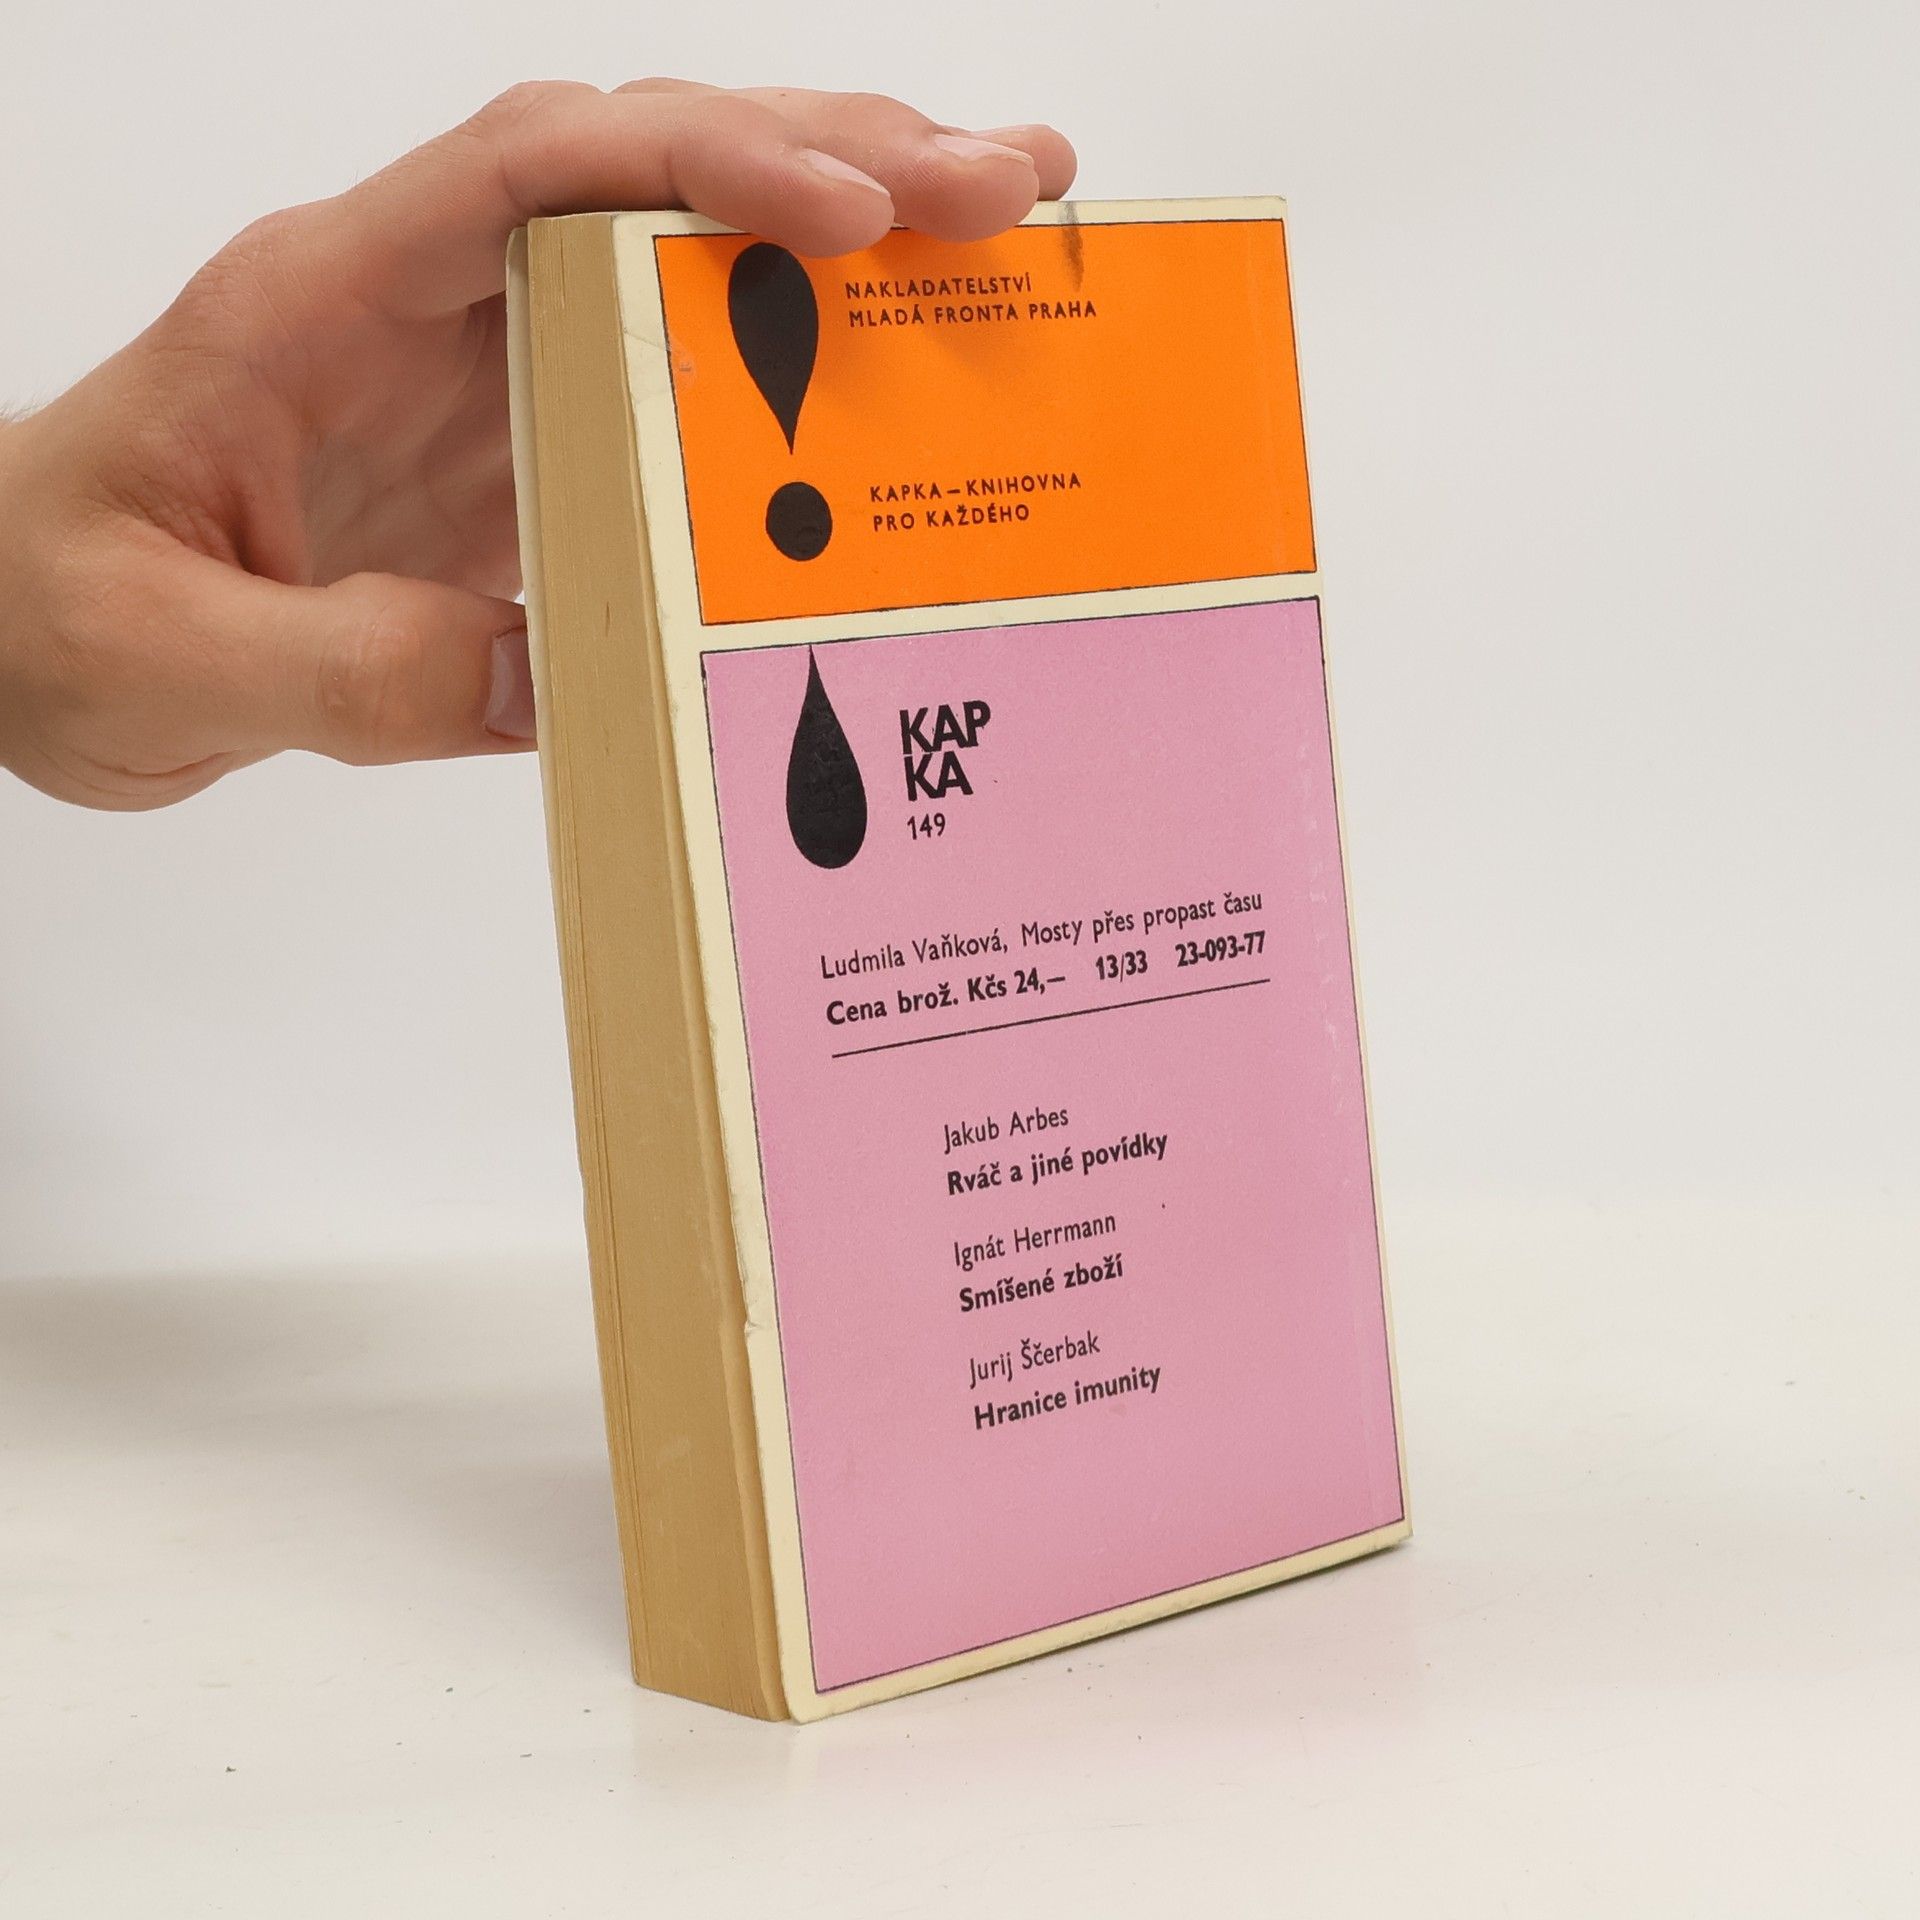 NAKLADATELSTVÍ
MLADÁ FRONTA PRAHA
KAPKA – KNIHOVNA
PRO KAŽDÉHO
KAP
KA
149
Ludmila Vaňková, Mosty přes propast času
Cena brož. Kčs 24,— 13/33 23-093-77
Jakub Arbes
Rváč a jiné povídky
Ignát Herrmann
Smíšené zboží
Jurij Ščerbak
Hranice imunity